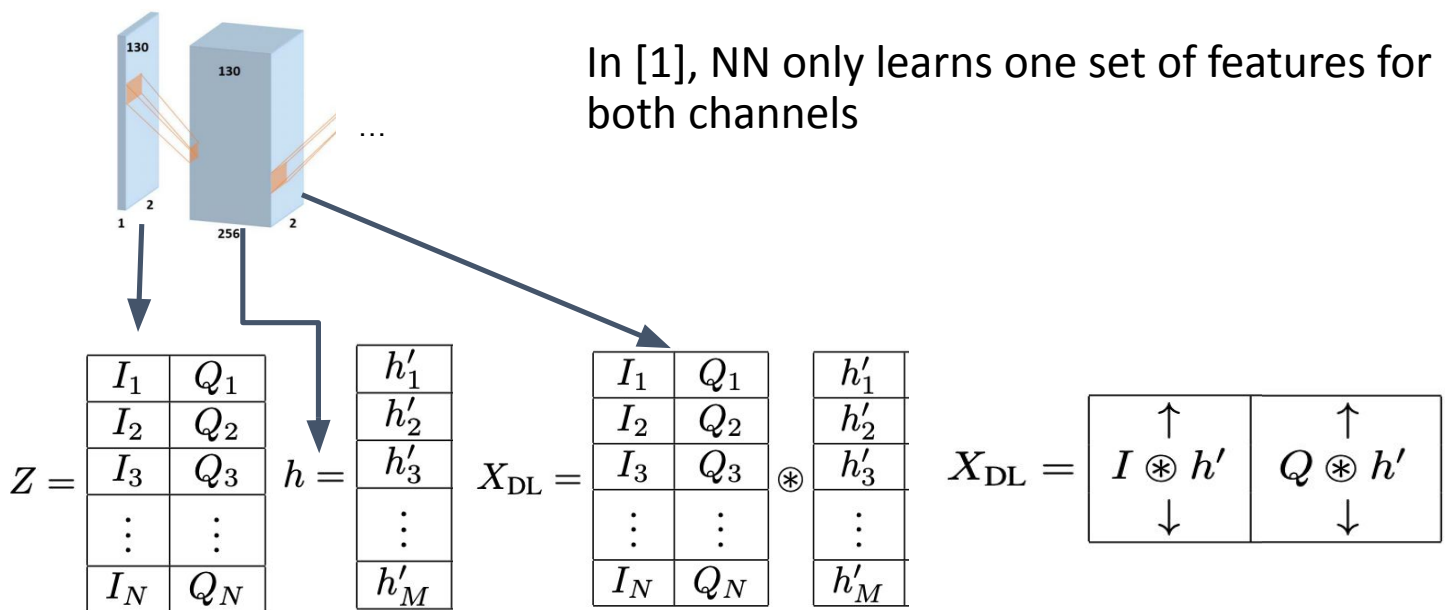 In [1], NN only learns one set of features for
both channels
130
130
...
1
2
256
2
Z =
I_1 Q_1
I_2 Q_2
I_3 Q_3
⋮ ⋮
I_N Q_N
h =
h'_1
h'_2
h'_3
⋮
h'_M
X_DL =
I_1 Q_1
I_2 Q_2
I_3 Q_3
⋮ ⋮
I_N Q_N
⊛
h'_1
h'_2
h'_3
⋮
h'_M
X_DL =
↑ ↑
I ⊛ h' Q ⊛ h'
↓ ↓